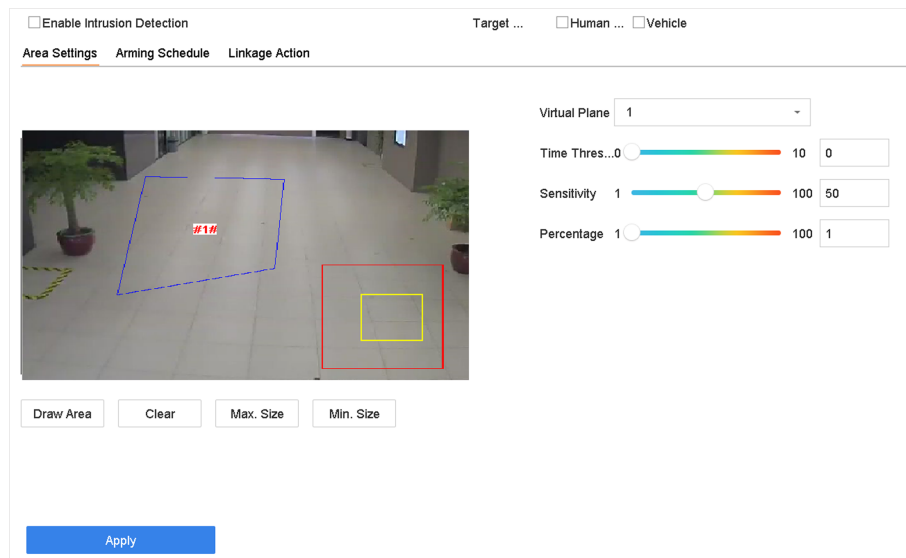 Enable Intrusion Detection Target ... Human ... Vehicle
Area Settings Arming Schedule Linkage Action
Virtual Plane 1
Time Thres...0 10 0
Sensitivity 1 100 50
#1#
Percentage 1 100 1
Draw Area Clear Max. Size Min. Size
Apply